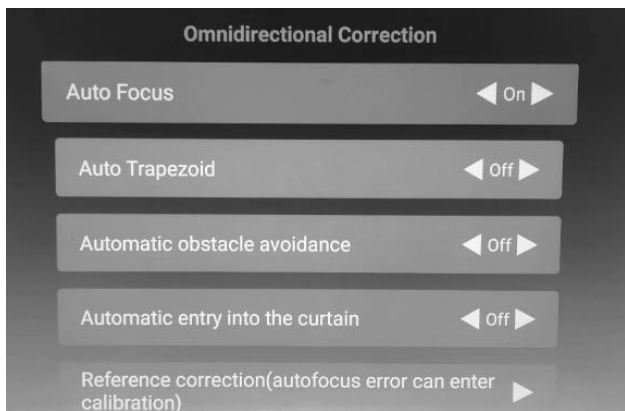 Omnidirectional Correction
Auto Focus
On
Auto Trapezoid
Off
Automatic obstacle avoidance
Off
Automatic entry into the curtain
Off
Reference correction(autofocus error can enter
calibration)